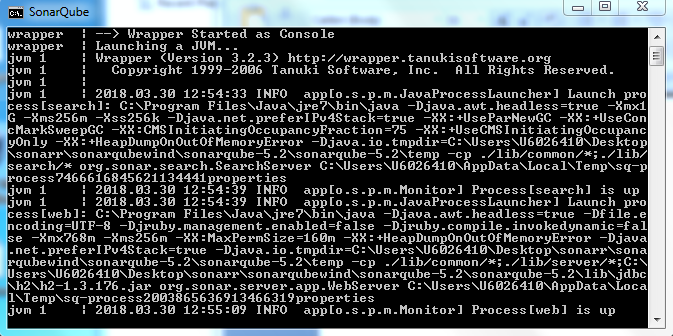 SonarQube
wrapper  | --> Wrapper Started as Console
wrapper  | Launching a JVM...
jvm 1    | Wrapper (Version 3.2.3) http://wrapper.tanukisoftware.org
jvm 1    |   Copyright 1999-2006 Tanuki Software, Inc.  All Rights Reserved.
jvm 1    |
jvm 1    | 2018.03.30 12:54:33 INFO  app[o.s.p.m.JavaProcessLauncher] Launch pro
cess[search]: C:\Program Files\Java\jre7\bin\java -Djava.awt.headless=true -Xmx1
G -Xms256m -Xss256k -Djava.net.preferIPv4Stack=true -XX:+UseParNewGC -XX:+UseCon
cMarkSweepGC -XX:CMSInitiatingOccupancyFraction=75 -XX:+UseCMSInitiatingOccupanc
yOnly -XX:+HeapDumpOnOutOfMemoryError -Djava.io.tmpdir=C:\Users\U6026410\Desktop
\sonarr\sonarqubewind\sonarqube-5.2\sonarqube-5.2\temp -cp ./lib/common/*;./lib/
search/* org.sonar.search.SearchServer C:\Users\U6026410\AppData\Local\Temp\sq-p
rocess7466616845621134441properties
jvm 1    | 2018.03.30 12:54:39 INFO  app[o.s.p.m.Monitor] Process[search] is up
jvm 1    | 2018.03.30 12:54:39 INFO  app[o.s.p.m.JavaProcessLauncher] Launch pro
cess[web]: C:\Program Files\Java\jre7\bin\java -Djava.awt.headless=true -Dfile.e
ncoding=UTF-8 -Djruby.management.enabled=false -Djruby.compile.invokedynamic=fal
se -Xmx768m -Xms256m -XX:MaxPermSize=160m -XX:+HeapDumpOnOutOfMemoryError -Djava
.net.preferIPv4Stack=true -Djava.io.tmpdir=C:\Users\U6026410\Desktop\sonarr\sona
rqubewind\sonarqube-5.2\sonarqube-5.2\temp -cp ./lib/common/*;./lib/server/*;C:\
Users\U6026410\Desktop\sonarr\sonarqubewind\sonarqube-5.2\sonarqube-5.2\lib\jdbc
\h2\h2-1.3.176.jar org.sonar.server.app.WebServer C:\Users\U6026410\AppData\Loca
l\Temp\sq-process2003865636913466319properties
jvm 1    | 2018.03.30 12:55:09 INFO  app[o.s.p.m.Monitor] Process[web] is up